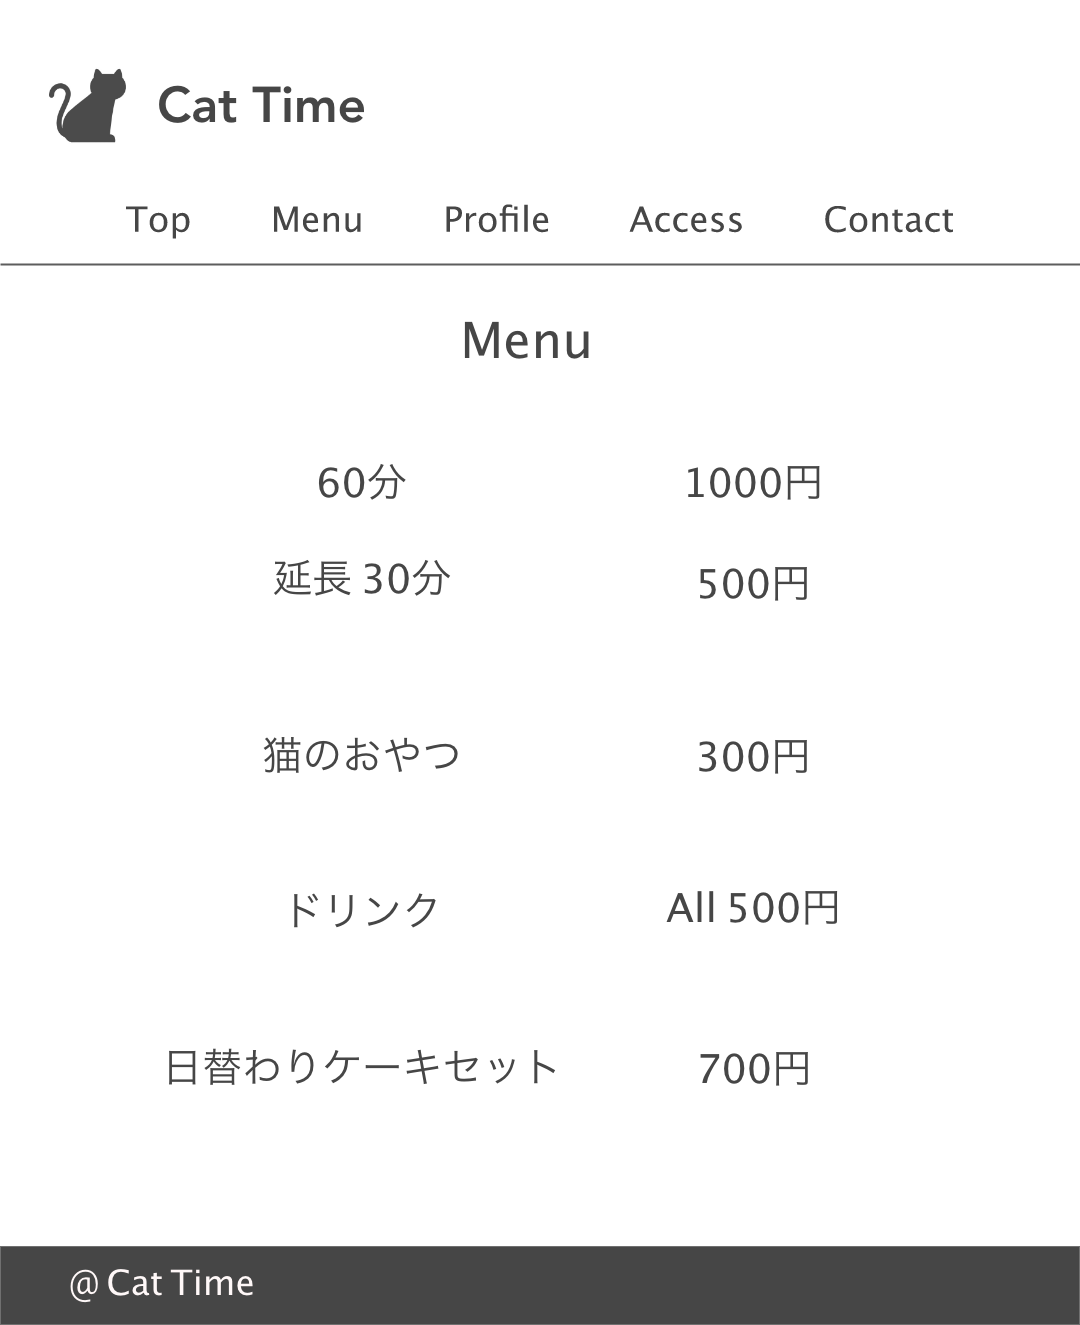 Cat Time
Top Menu Profile Access Contact
Menu
60分 1000円
延長 30分 500円
猫のおやつ 300円
ドリンク All 500円
日替わりケーキセット 700円
@ Cat Time